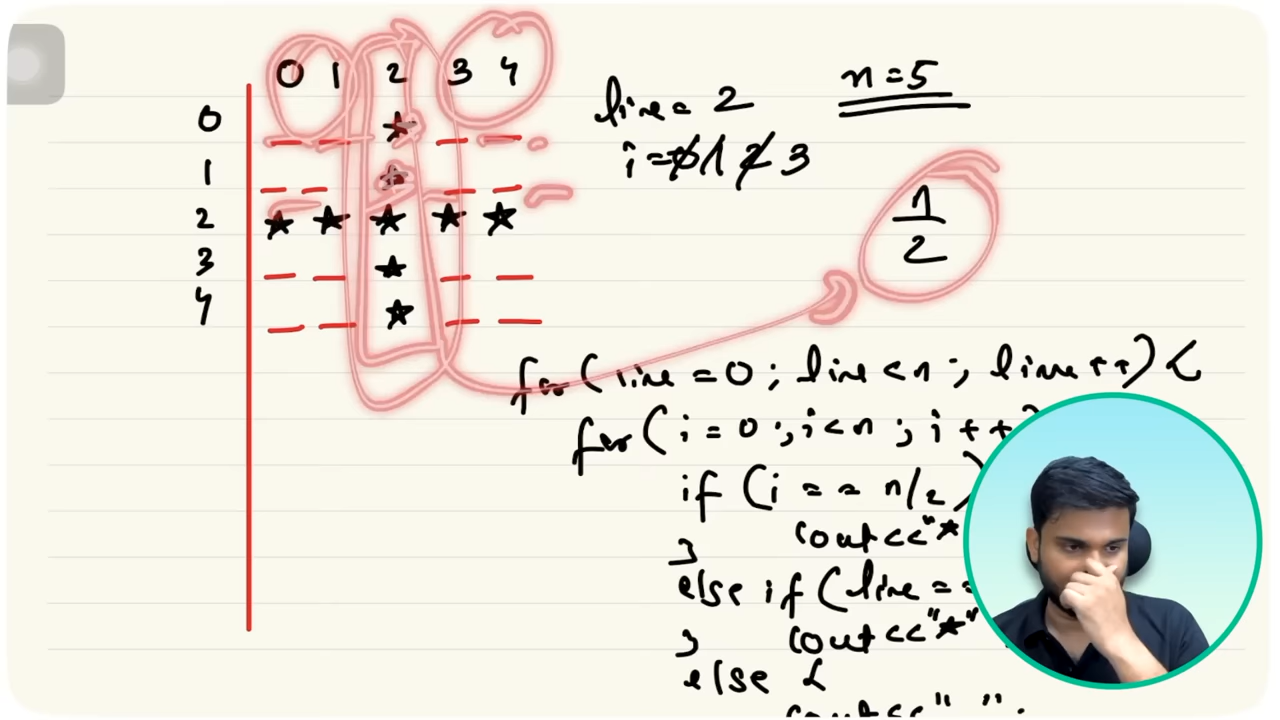 0 1 2 3 4
line = 2
n = 5
i = 0 1 2 3
0 ★
1 ★
2 ★ ★ ★ ★ ★
3 ★
4 ★
n
2
for (line = 0 ; line < n ; line ++) {
for ( i = 0 ; i < n ; i + +
if ( i = = n/2 )
cout << "★
}
else if ( line = =
} cout << "★"
else {
cout << " " ;